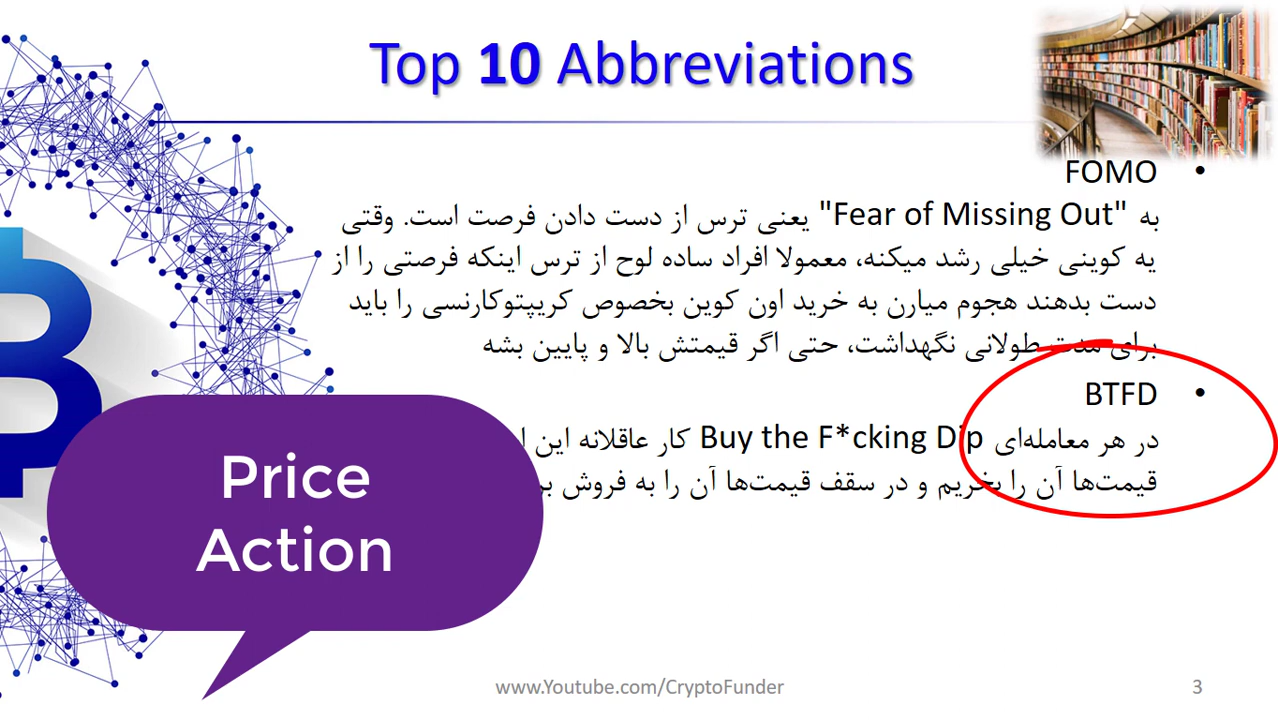 Top 10 Abbreviations
FOMO
به "Fear of Missing Out" یعنی ترس از دست دادن فرصت است. وقتی
یه کوینی خیلی رشد میکنه، معمولا افراد ساده لوح از ترس اینکه فرصتی را از
دست بدهند هجوم میارن به خرید اون کوین بخصوص کریپتوکارنسی را باید
برای مدت طولانی نگهداشت، حتی اگر قیمتش بالا و پایین بشه
BTFD
در هر معامله‌ای Buy the F*cking Dip کار عاقلانه این
قیمت‌ها آن را بخریم و در سقف قیمت‌ها آن را به فروش
Price
Action
www.Youtube.com/CryptoFunder
3